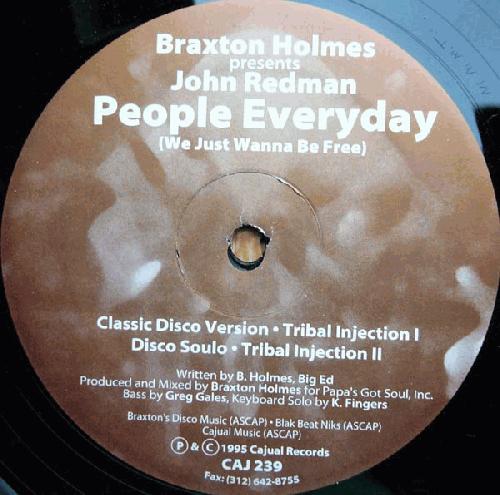 Braxton Holmes
presents
John Redman
People Everyday
(We Just Wanna Be Free)
Classic Disco Version • Tribal Injection I
Disco Soulo • Tribal Injection II
Written by B. Holmes, Big Ed
Produced and Mixed by Braxton Holmes for Papa's Got Soul, Inc.
Bass by Greg Gales, Keyboard Solo by K. Fingers
Braxton's Disco Music (ASCAP) • Blak Beat Niks (ASCAP)
Cajual Music (ASCAP)
Ⓟ & © 1995 Cajual Records
CAJ 239
Fax: (312) 642-8755